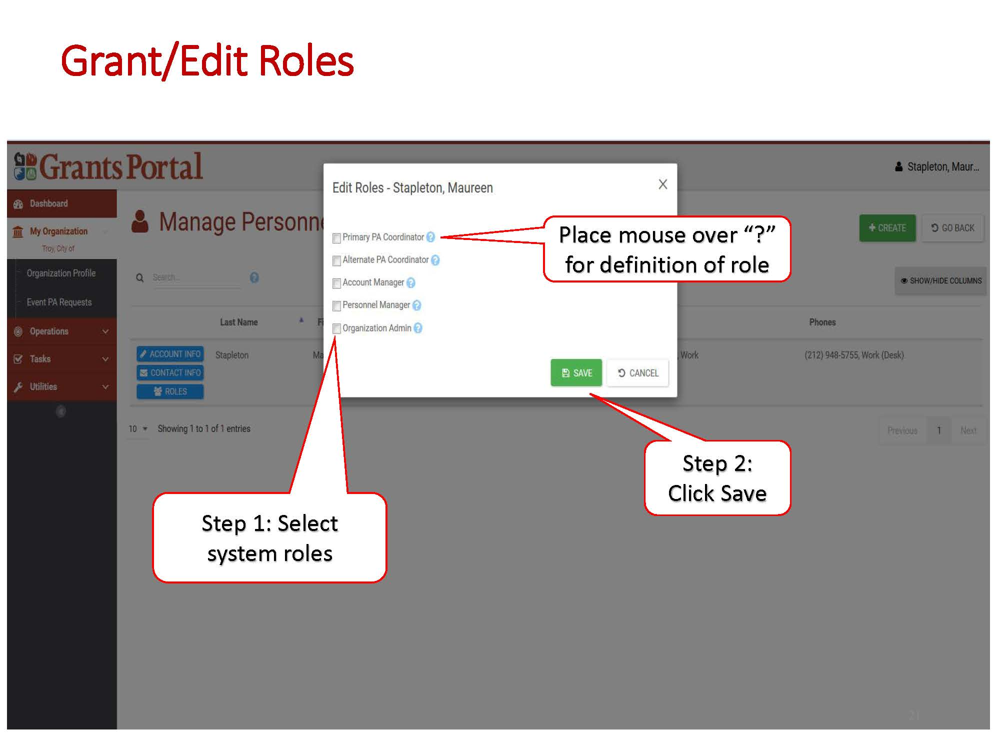 Grant/Edit Roles
Grants Portal
Stapleton, Maur...
Dashboard
My Organization
Troy, City of
Organization Profile
Event PA Requests
Operations
Tasks
Utilities
Manage Personn
CREATE
GO BACK
Search...
SHOW/HIDE COLUMNS
Last Name
Phones
ACCOUNT INFO
CONTACT INFO
ROLES
Stapleton
Ma
, Work
(212) 948-5755, Work (Desk)
10
Showing 1 to 1 of 1 entries
Previous 1 Next
Edit Roles - Stapleton, Maureen
X
Primary PA Coordinator ?
Alternate PA Coordinator ?
Account Manager ?
Personnel Manager ?
Organization Admin ?
SAVE
CANCEL
Place mouse over “?”
for definition of role
Step 1: Select
system roles
Step 2:
Click Save
21